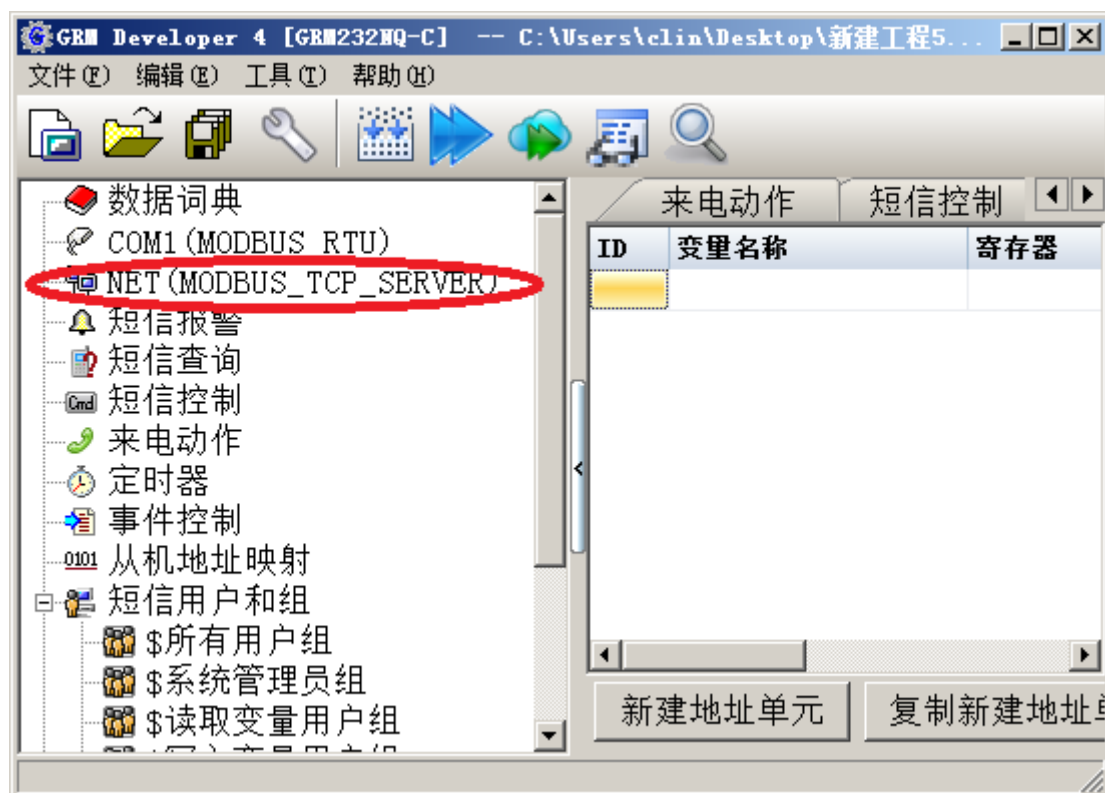 GRM Developer 4 [GRM232NQ-C] -- C:\Users\clin\Desktop\新建工程5...
文件(F) 编辑(E) 工具(T) 帮助(H)
数据词典
COM1(MODBUS RTU)
NET(MODBUS_TCP_SERVER)
短信报警
短信查询
Cmd 短信控制
来电动作
定时器
事件控制
0101 从机地址映射
短信用户和组
$所有用户组
$系统管理员组
$读取变量用户组
来电动作 短信控制
ID 变量名称 寄存器
新建地址单元 复制新建地址